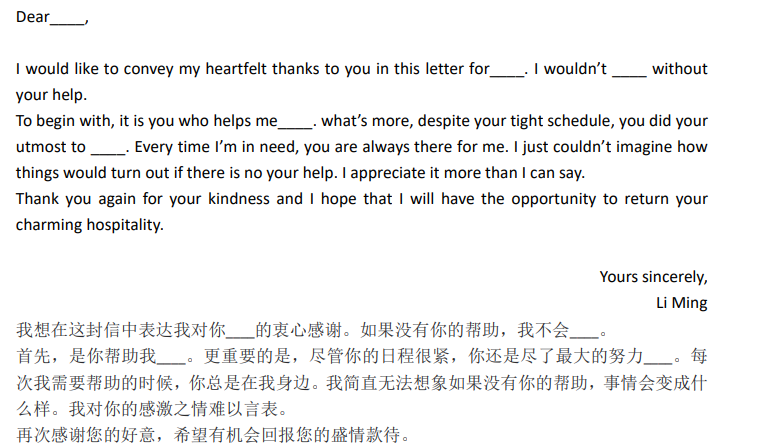 Dear____,
I would like to convey my heartfelt thanks to you in this letter for____. I wouldn’t ____ without
your help.
To begin with, it is you who helps me____. what’s more, despite your tight schedule, you did your
utmost to ____. Every time I’m in need, you are always there for me. I just couldn’t imagine how
things would turn out if there is no your help. I appreciate it more than I can say.
Thank you again for your kindness and I hope that I will have the opportunity to return your
charming hospitality.
Yours sincerely,
Li Ming
我想在这封信中表达我对你____的衷心感谢。如果没有你的帮助，我不会____。
首先，是你帮助我____。更重要的是，尽管你的日程很紧，你还是尽了最大的努力____。每
次我需要帮助的时候，你总是在我身边。我简直无法想象如果没有你的帮助，事情会变成什
么样。我对你的感激之情难以言表。
再次感谢您的好意，希望有机会回报您的盛情款待。